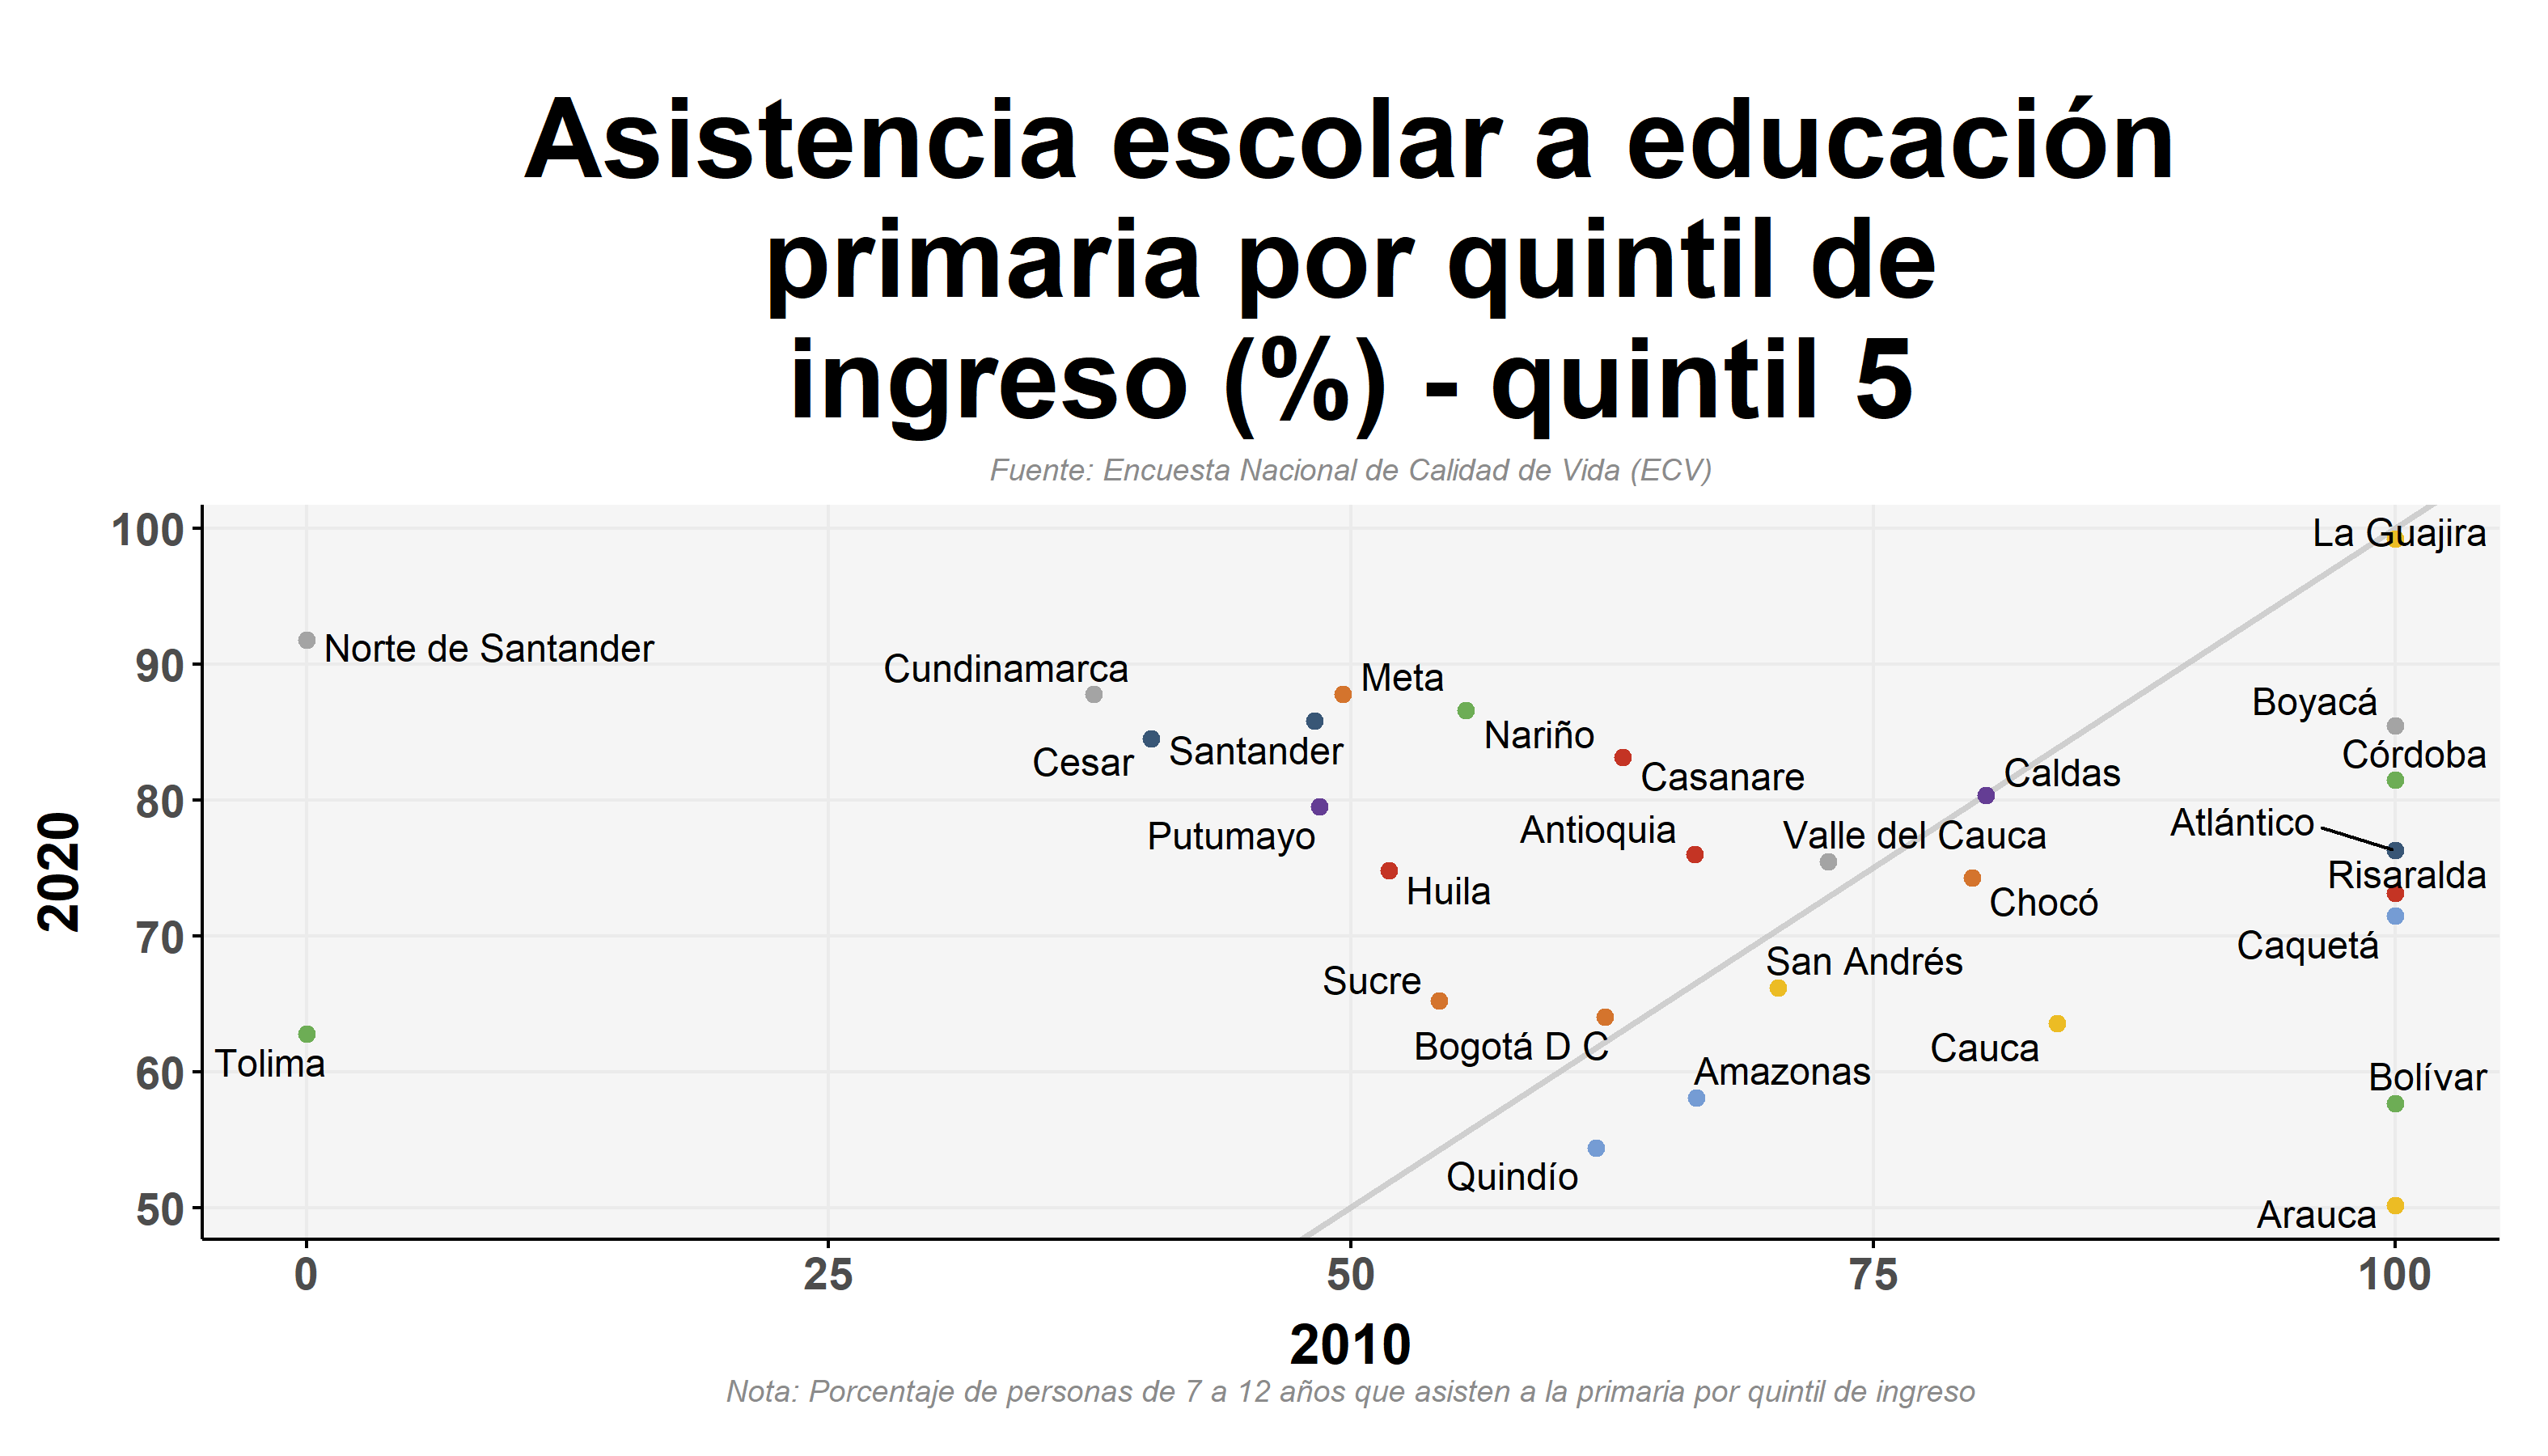 Asistencia escolar a educación
primaria por quintil de
ingreso (%) - quintil 5
Fuente: Encuesta Nacional de Calidad de Vida (ECV)
100
La Guajira
Norte de Santander
90
Cundinamarca
Meta
Boyacá
Nariño
Santander
Córdoba
Cesar
Caldas
Casanare
80
Atlántico
Antioquia
Valle del Cauca
Putumayo
2020
Risaralda
Huila
Chocó
70
Caquetá
San Andrés
Sucre
Bogotá D C
Cauca
Tolima
60
Amazonas
Bolívar
Quindío
50
Arauca
0
25
50
75
100
2010
Nota: Porcentaje de personas de 7 a 12 años que asisten a la primaria por quintil de ingreso